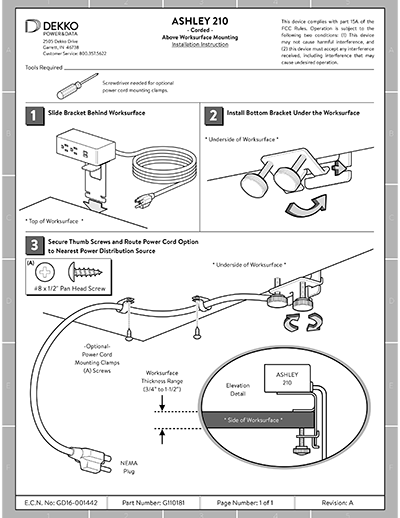 DEKKO
POWER&DATA
2505 Dekko Drive
Garrett, IN 46738
Customer Service: 800.357.5622
ASHLEY 210
- Corded -
Above Worksurface Mounting
Installation Instruction
This device complies with part 15A of the
FCC Rules. Operation is subject to the
following two conditions: (1) This device
may not cause harmful interference, and
(2) this device must accept any interference
received, including interference that may
cause undesired operation.
Tools Required
Screwdriver needed for optional
power cord mounting clamps.
1
Slide Bracket Behind Worksurface
* Top of Worksurface *
2
Install Bottom Bracket Under the Worksurface
* Underside of Worksurface *
3
Secure Thumb Screws and Route Power Cord Option
to Nearest Power Distribution Source
(A)
#8 x 1/2" Pan Head Screw
* Underside of Worksurface *
-Optional-
Power Cord
Mounting Clamps
(A) Screws
Worksurface
Thickness Range
(3/4" to 1-1/2")
NEMA
Plug
Elevation
Detail
ASHLEY
210
* Side of Worksurface *
E.C.N. No: GD16-001442
Part Number: G110181
Page Number: 1 of 1
Revision: A